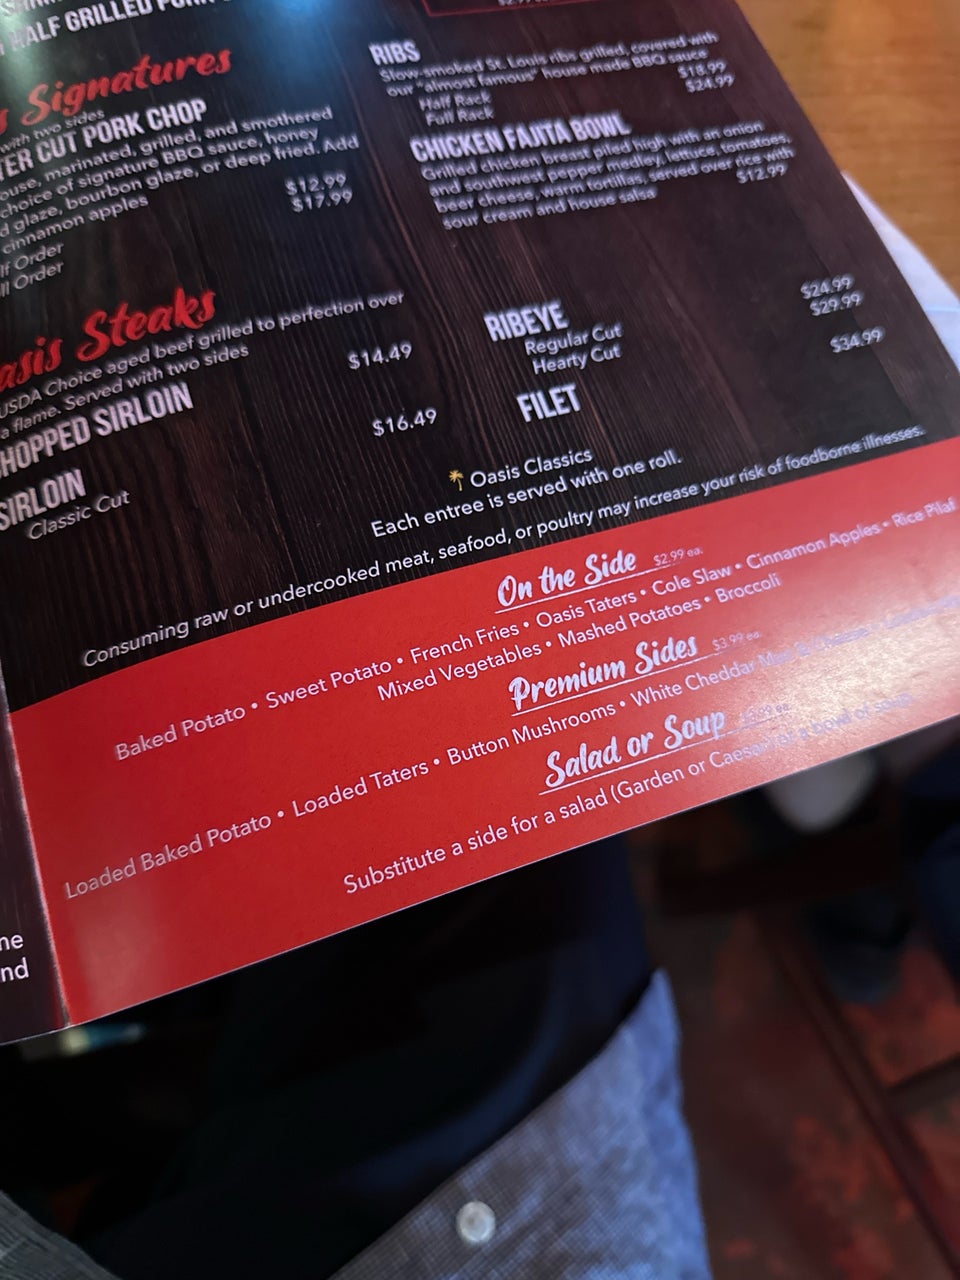 HALF GRILLED PORK
Signatures
with two sides
TER CUT PORK CHOP
ouse, marinated, grilled, and smothered
choice of signature BBQ sauce, honey
d glaze, bourbon glaze, or deep fried. Add
cinnamon apples
lf Order $12.99
ll Order $17.99
RIBS
Slow-smoked St. Louis ribs grilled, covered with
our "almost famous" house made BBQ sauce
Half Rack $18.99
Full Rack $24.99
CHICKEN FAJITA BOWL
Grilled chicken breast piled high with an onion
and southwest pepper medley, lettuce, tomatoes,
beer cheese, warm tortillas, served over rice with
sour cream and house salsa $12.99
asis Steaks
USDA Choice aged beef grilled to perfection over
a flame. Served with two sides
HOPPED SIRLOIN $14.49
SIRLOIN
Classic Cut $16.49
RIBEYE
Regular Cut $24.99
Hearty Cut $29.99
FILET $34.99
Oasis Classics
Each entree is served with one roll.
Consuming raw or undercooked meat, seafood, or poultry may increase your risk of foodborne illnesses.
On the Side $2.99 ea.
Baked Potato • Sweet Potato • French Fries • Oasis Taters • Cole Slaw • Cinnamon Apples • Rice Pilaf
Mixed Vegetables • Mashed Potatoes • Broccoli
Premium Sides $3.99 ea.
Loaded Baked Potato • Loaded Taters • Button Mushrooms • White Cheddar Mac & Cheese •
Salad or Soup ea.
Substitute a side for a salad (Garden or Caesar) or a bowl of soup
ne
nd